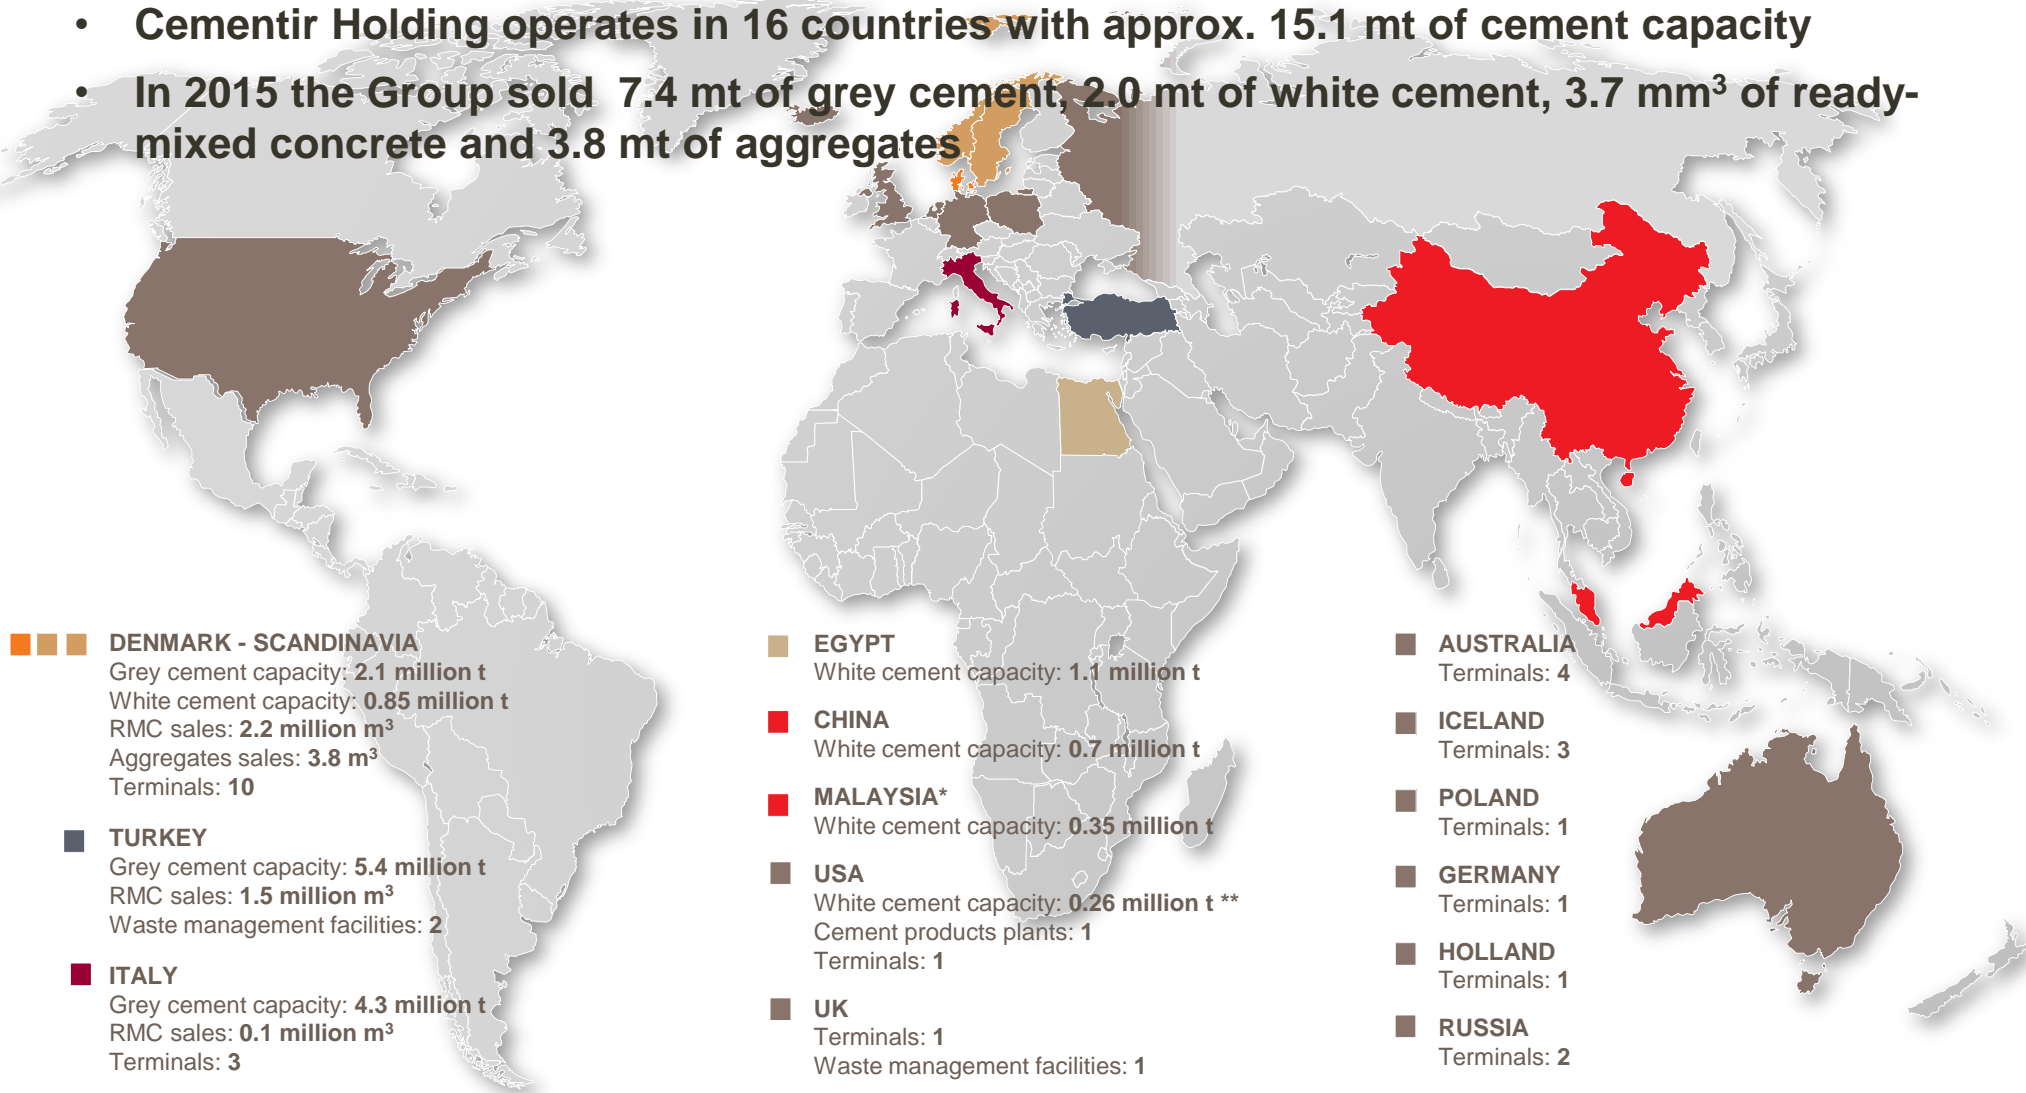 • Cementir Holding operates in 16 countries with approx. 15.1 mt of cement capacity
• In 2015 the Group sold 7.4 mt of grey cement, 2.0 mt of white cement, 3.7 mm³ of ready-
mixed concrete and 3.8 mt of aggregates
DENMARK - SCANDINAVIA
Grey cement capacity: 2.1 million t
White cement capacity: 0.85 million t
RMC sales: 2.2 million m³
Aggregates sales: 3.8 m³
Terminals: 10
TURKEY
Grey cement capacity: 5.4 million t
RMC sales: 1.5 million m³
Waste management facilities: 2
ITALY
Grey cement capacity: 4.3 million t
RMC sales: 0.1 million m³
Terminals: 3
EGYPT
White cement capacity: 1.1 million t
CHINA
White cement capacity: 0.7 million t
MALAYSIA*
White cement capacity: 0.35 million t
USA
White cement capacity: 0.26 million t **
Cement products plants: 1
Terminals: 1
UK
Terminals: 1
Waste management facilities: 1
AUSTRALIA
Terminals: 4
ICELAND
Terminals: 3
POLAND
Terminals: 1
GERMANY
Terminals: 1
HOLLAND
Terminals: 1
RUSSIA
Terminals: 2